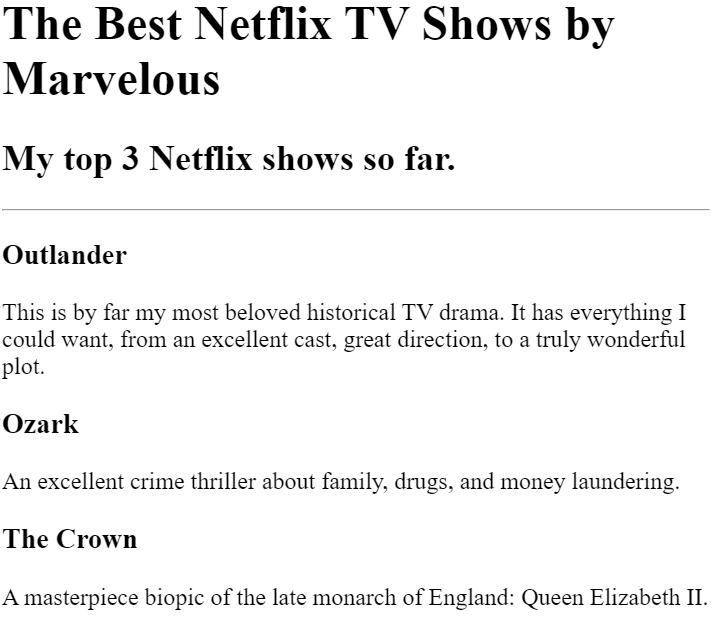 The Best Netflix TV Shows by
Marvelous
My top 3 Netflix shows so far.
Outlander
This is by far my most beloved historical TV drama. It has everything I
could want, from an excellent cast, great direction, to a truly wonderful
plot.
Ozark
An excellent crime thriller about family, drugs, and money laundering.
The Crown
A masterpiece biopic of the late monarch of England: Queen Elizabeth II.